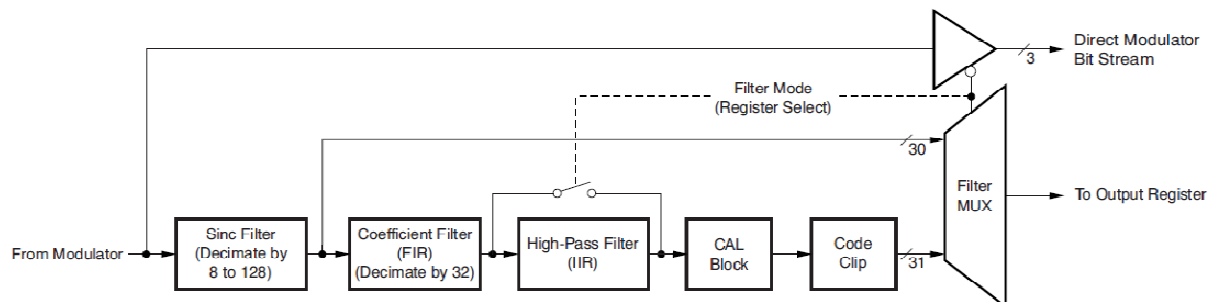 Direct Modulator
Bit Stream
3
Filter Mode
(Register Select)
30
Filter
MUX
To Output Register
From Modulator
Sinc Filter
(Decimate by
8 to 128)
Coefficient Filter
(FIR)
(Decimate by 32)
High-Pass Filter
(IIR)
CAL
Block
Code
Clip
31